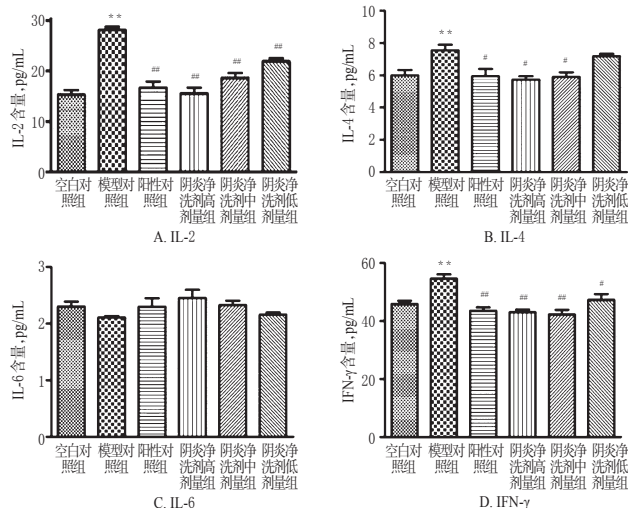 30
20
10
0
IL-2 含量, pg/mL
**
##
##
##
##
空白对照组
模型对照组
阳性对照组
阴炎净洗剂高剂量组
阴炎净洗剂中剂量组
阴炎净洗剂低剂量组
A. IL-2
10
8
6
4
2
0
IL-4 含量, pg/mL
**
#
#
#
空白对照组
模型对照组
阳性对照组
阴炎净洗剂高剂量组
阴炎净洗剂中剂量组
阴炎净洗剂低剂量组
B. IL-4
3
2
1
0
IL-6 含量, pg/mL
空白对照组
模型对照组
阳性对照组
阴炎净洗剂高剂量组
阴炎净洗剂中剂量组
阴炎净洗剂低剂量组
C. IL-6
60
40
20
0
IFN-γ含量, pg/mL
**
##
##
##
#
空白对照组
模型对照组
阳性对照组
阴炎净洗剂高剂量组
阴炎净洗剂中剂量组
阴炎净洗剂低剂量组
D. IFN-γ